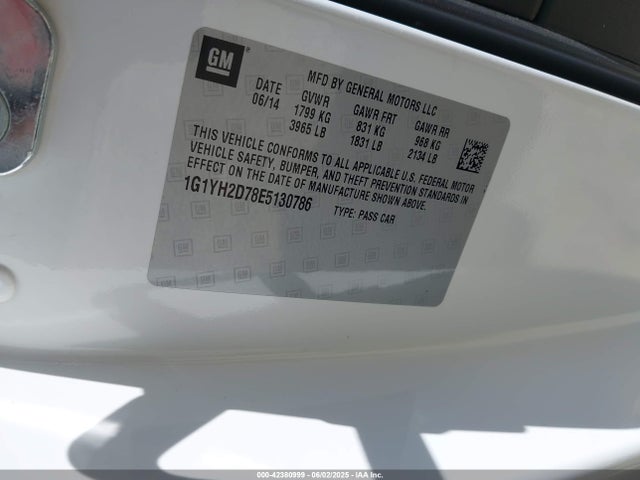 GM
MFD BY GENERAL MOTORS LLC
DATE GVWR GAWR FRT GAWR RR
06/14 1799 KG 831 KG 968 KG
3965 LB 1831 LB 2134 LB
THIS VEHICLE CONFORMS TO ALL APPLICABLE U.S. FEDERAL MOTOR
VEHICLE SAFETY, BUMPER, AND THEFT PREVENTION STANDARDS IN
EFFECT ON THE DATE OF MANUFACTURE SHOWN ABOVE.
1G1YH2D78E5130786 TYPE: PASS CAR
000-42380999 06/02/2025 - IAA Inc.